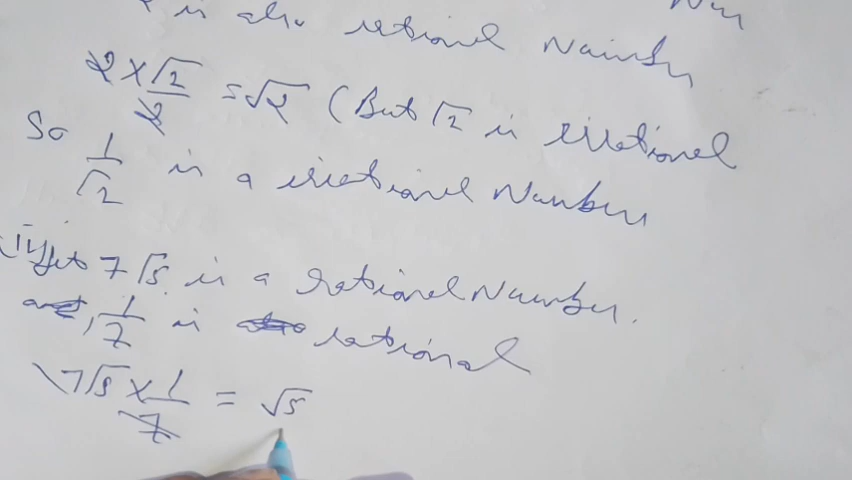 is also rational Number
2 × √2/2 = √2 (But √2 is irrational
So 1/√2 is a irrational Number
ii) let 7√5 is a rational Number.
, 1/7 is rational
7√5 × 1/7 = √5